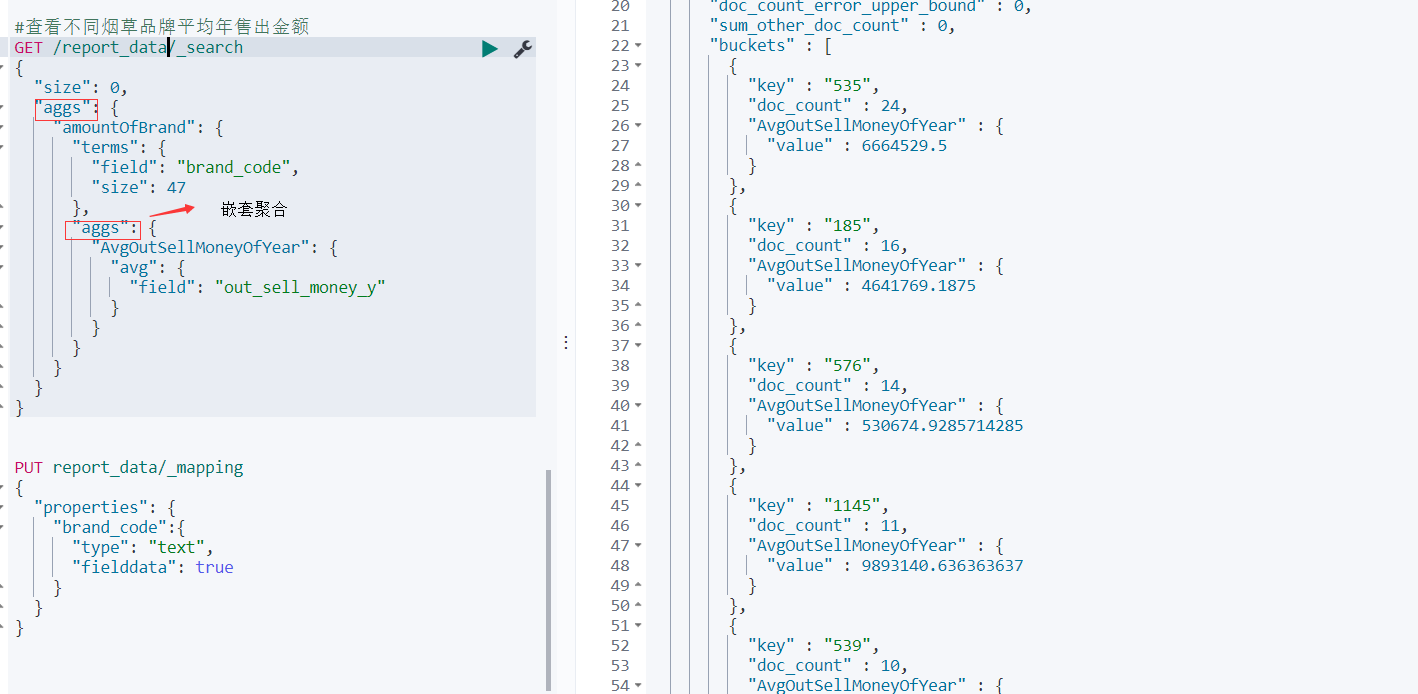 #查看不同烟草品牌平均年售出金额
GET /report_data/_search
{
"size": 0,
"aggs": {
"amountOfBrand": {
"terms": {
"field": "brand_code",
"size": 47
},
嵌套聚合
"aggs": {
"AvgOutSellMoneyOfYear": {
"avg": {
"field": "out_sell_money_y"
}
}
}
}
}
}
PUT report_data/_mapping
{
"properties": {
"brand_code":{
"type": "text",
"fielddata": true
}
}
}
20 "doc_count_error_upper_bound" : 0,
21 "sum_other_doc_count" : 0,
22 "buckets" : [
23 {
24 "key" : "535",
25 "doc_count" : 24,
26 "AvgOutSellMoneyOfYear" : {
27 "value" : 6664529.5
28 }
29 },
30 {
31 "key" : "185",
32 "doc_count" : 16,
33 "AvgOutSellMoneyOfYear" : {
34 "value" : 4641769.1875
35 }
36 },
37 {
38 "key" : "576",
39 "doc_count" : 14,
40 "AvgOutSellMoneyOfYear" : {
41 "value" : 530674.9285714285
42 }
43 },
44 {
45 "key" : "1145",
46 "doc_count" : 11,
47 "AvgOutSellMoneyOfYear" : {
48 "value" : 9893140.636363637
49 }
50 },
51 {
52 "key" : "539",
53 "doc_count" : 10,
54 "AvgOutSellMoneyOfYear" : {